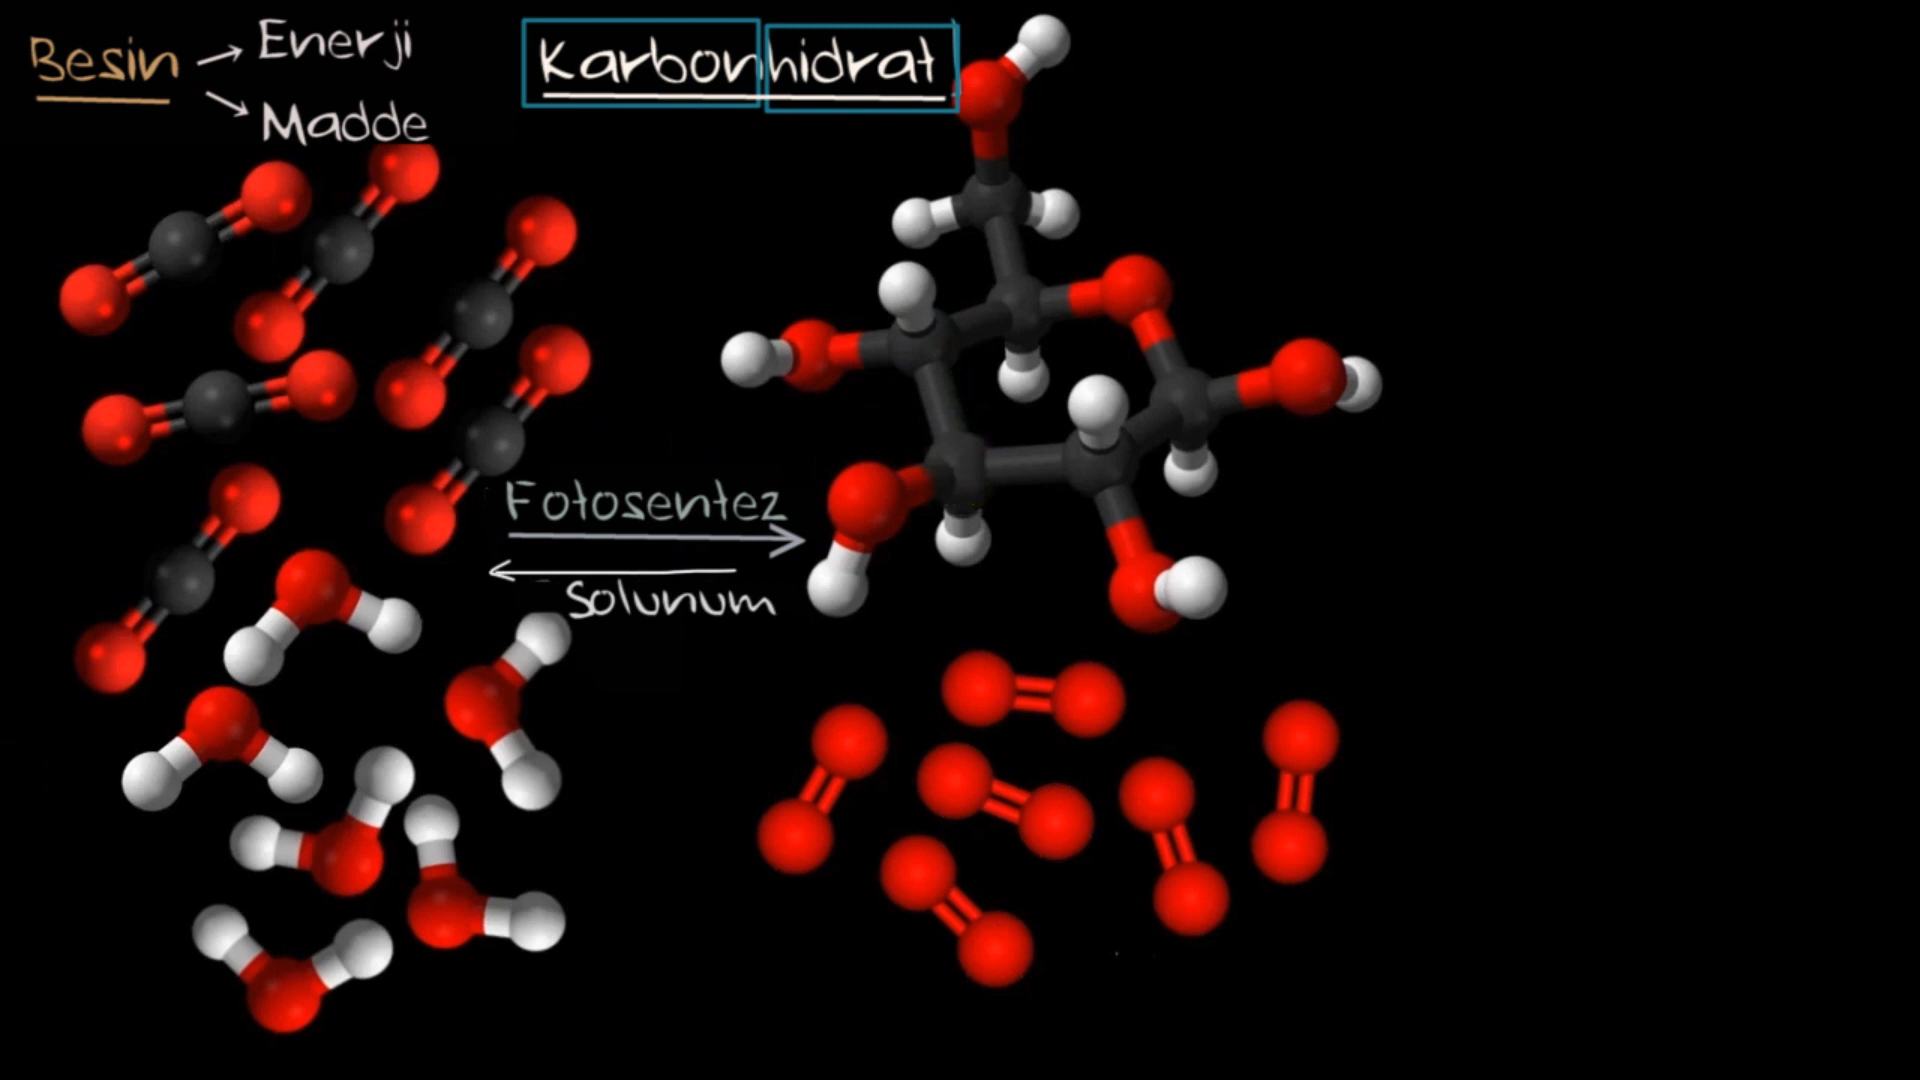 Besin
Enerji
Madde
Karbonhidrat
Fotosentez
Solunum